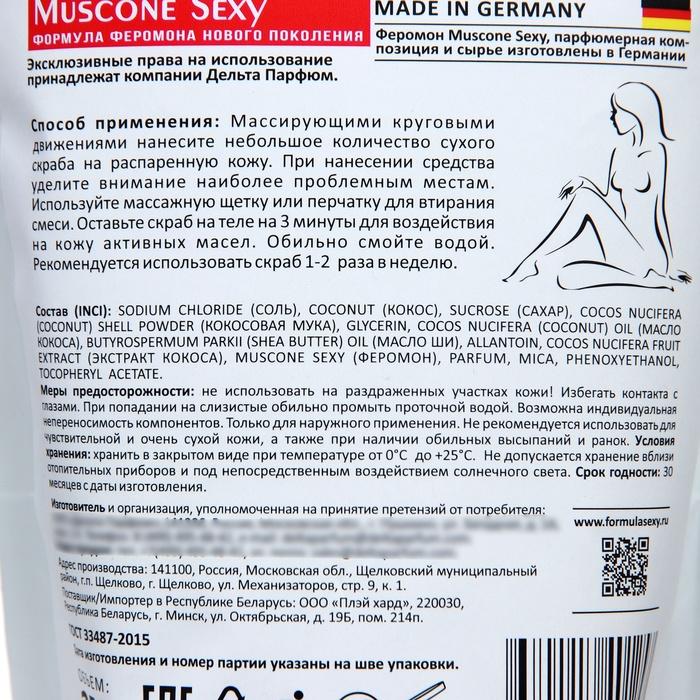 MUSCONE SEXY
ФОРМУЛА ФЕРОМОНА НОВОГО ПОКОЛЕНИЯ
Эксклюзивные права на использование
принадлежат компании Дельта Парфюм.
MADE IN GERMANY
Феромон Muscone Sexy, парфюмерная ком-
позиция и сырье изготовлены в Германии
Способ применения: Массирующими круговыми
движениями нанесите небольшое количество сухого
скраба на распаренную кожу. При нанесении средства
уделите внимание наиболее проблемным местам.
Используйте массажную щетку или перчатку для втирания
смеси. Оставьте скраб на теле на 3 минуты для воздействия
на кожу активных масел. Обильно смойте водой.
Рекомендуется использовать скраб 1-2 раза в неделю.
Состав (INCI): SODIUM CHLORIDE (СОЛЬ), COCONUT (КОКОС), SUCROSE (САХАР), COCOS NUCIFERA
(COCONUT) SHELL POWDER (КОКОСОВАЯ МУКА), GLYCERIN, COCOS NUCIFERA (COCONUT) OIL (МАСЛО
КОКОСА), BUTYROSPERMUM PARKII (SHEA BUTTER) OIL (МАСЛО ШИ), ALLANTOIN, COCOS NUCIFERA FRUIT
EXTRACT (ЭКСТРАКТ КОКОСА), MUSCONE SEXY (ФЕРОМОН), PARFUM, MICA, PHENOXYETHANOL,
TOCOPHERYL ACETATE.
Меры предосторожности: не использовать на раздраженных участках кожи! Избегать контакта с
глазами. При попадании на слизистые обильно промыть проточной водой. Возможна индивидуальная
непереносимость компонентов. Только для наружного применения. Не рекомендуется использовать для
чувствительной и очень сухой кожи, а также при наличии обильных высыпаний и ранок. Условия
хранения: хранить в закрытом виде при температуре от 0°C до +25°C. Не допускается хранение вблизи
отопительных приборов и под непосредственным воздействием солнечного света. Срок годности: 30
месяцев с даты изготовления.
Изготовитель и организация, уполномоченная на принятие претензий от потребителя:
www.formulasexy.ru
Адрес производства: 141100, Россия, Московская обл., Щелковский муниципальный
район, г.п. Щелково, г. Щелково, ул. Механизаторов, стр. 9, к. 1.
Поставщик/Импортер в Республике Беларусь: ООО «Плэй хард», 220030,
Республика Беларусь, г. Минск, ул. Октябрьская, д. 19Б, пом. 214п.
ГОСТ 33487-2015
Дата изготовления и номер партии указаны на шве упаковки.
ОБЪЕМ: